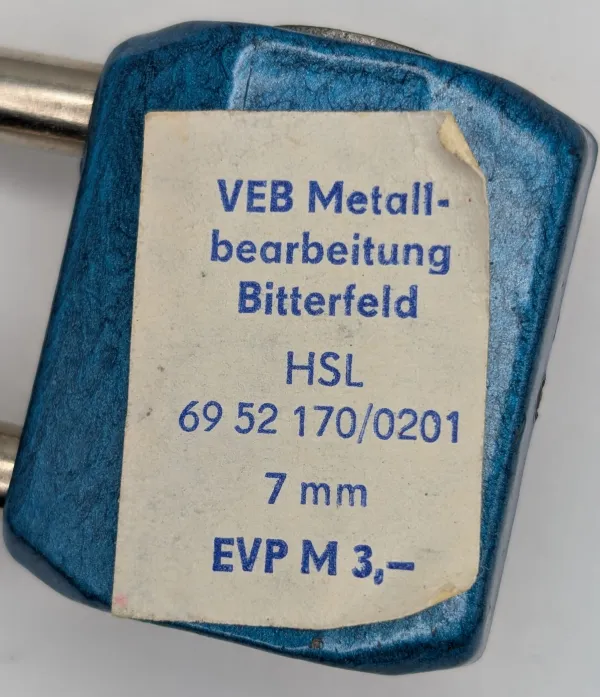 VEB Metall-
bearbeitung
Bitterfeld
HSL
69 52 170/0201
7 mm
EVP M 3,–